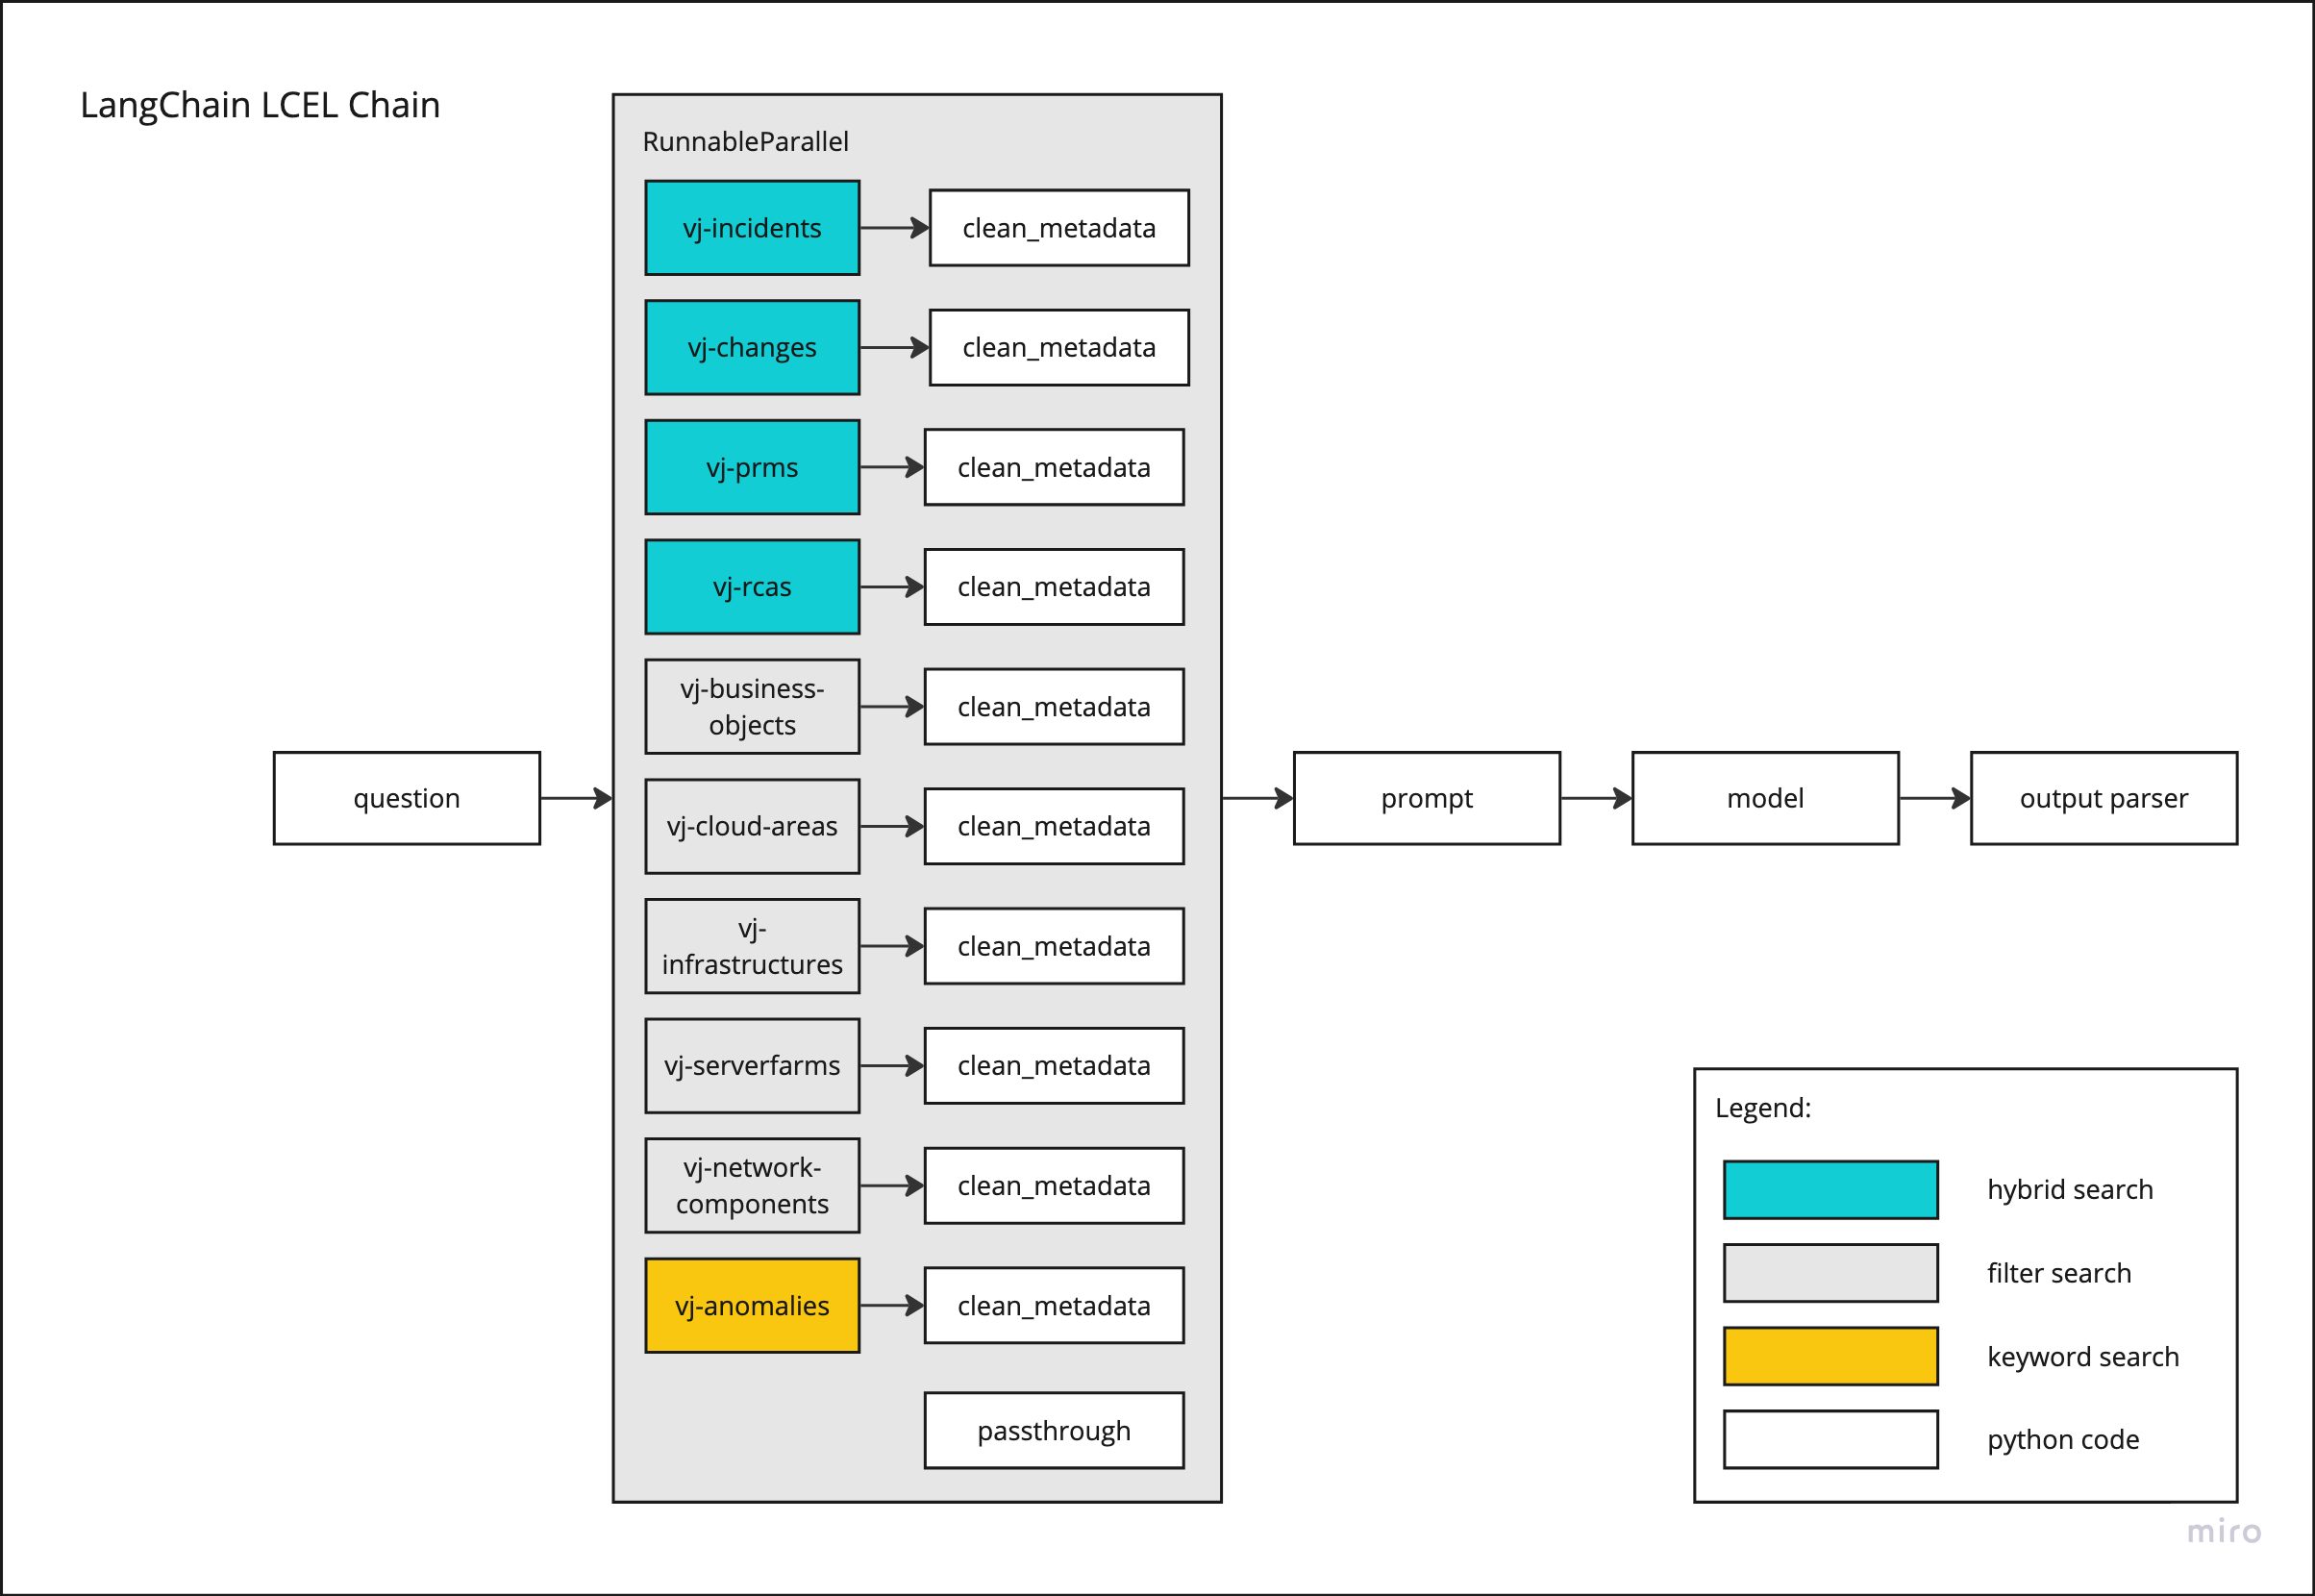 LangChain LCEL Chain
RunnableParallel
vj-incidents
clean_metadata
vj-changes
clean_metadata
vj-prms
clean_metadata
vj-rcas
clean_metadata
vj-business-
objects
clean_metadata
vj-cloud-areas
clean_metadata
vj-
infrastructures
clean_metadata
vj-serverfarms
clean_metadata
vj-network-
components
clean_metadata
vj-anomalies
clean_metadata
passthrough
question
prompt
model
output parser
Legend:
hybrid search
filter search
keyword search
python code
miro